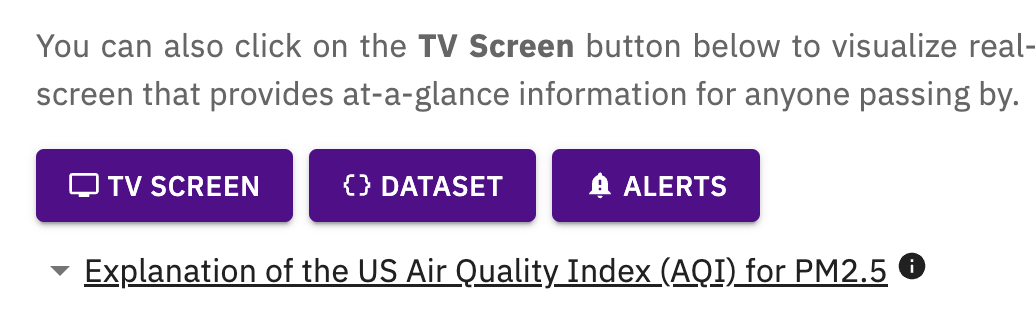 You can also click on the TV Screen button below to visualize real-
screen that provides at-a-glance information for anyone passing by.
TV SCREEN
DATASET
ALERTS
Explanation of the US Air Quality Index (AQI) for PM2.5